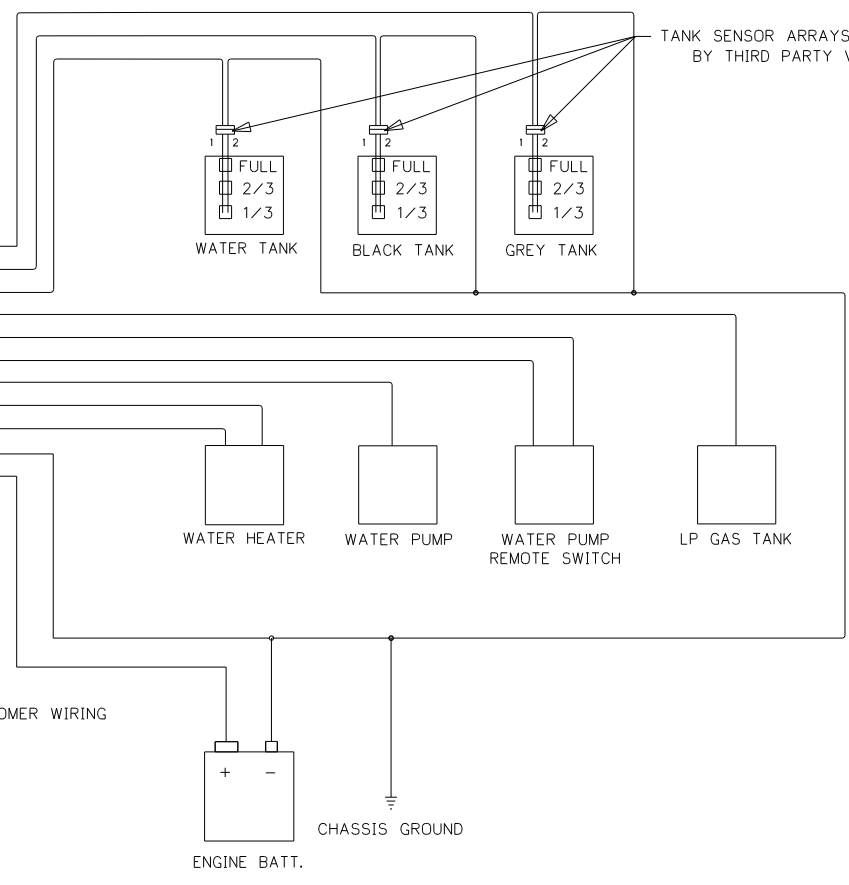 TANK SENSOR ARRAYS
BY THIRD PARTY
1 2
1 2
1 2
FULL
2/3
1/3
FULL
2/3
1/3
FULL
2/3
1/3
WATER TANK
BLACK TANK
GREY TANK
WATER HEATER
WATER PUMP
WATER PUMP
REMOTE SWITCH
LP GAS TANK
OMER WIRING
+ −
CHASSIS GROUND
ENGINE BATT.